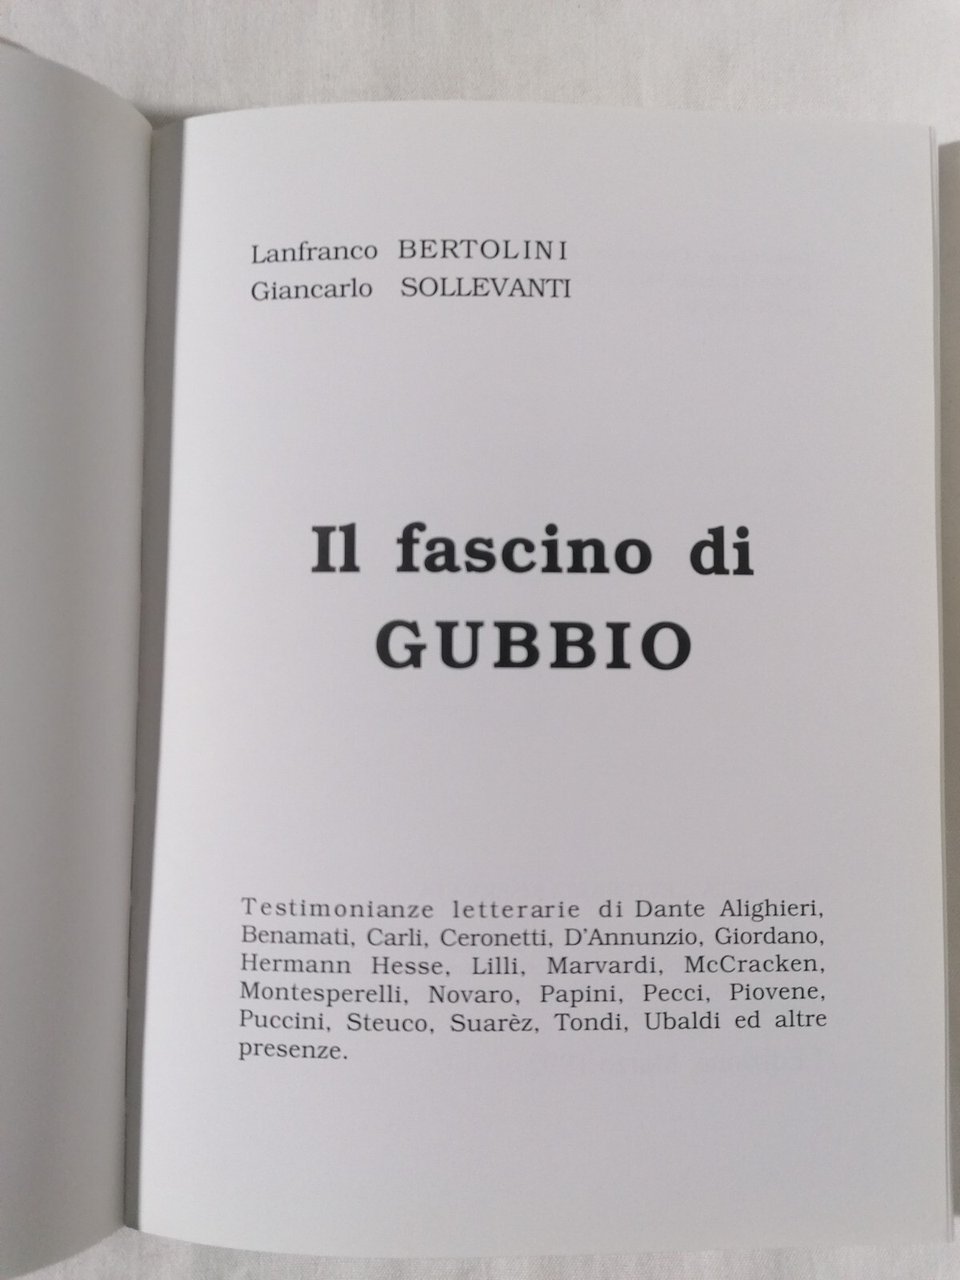 Lanfranco BERTOLINI
Giancarlo SOLLEVANTI
Il fascino di
GUBBIO
Testimonianze letterarie di Dante Alighieri,
Benamati, Carli, Ceronetti, D'Annunzio, Giordano,
Hermann Hesse, Lilli, Marvardi, McCracken,
Montesperelli, Novaro, Papini, Pecci, Piovene,
Puccini, Steuco, Suarèz, Tondi, Ubaldi ed altre
presenze.